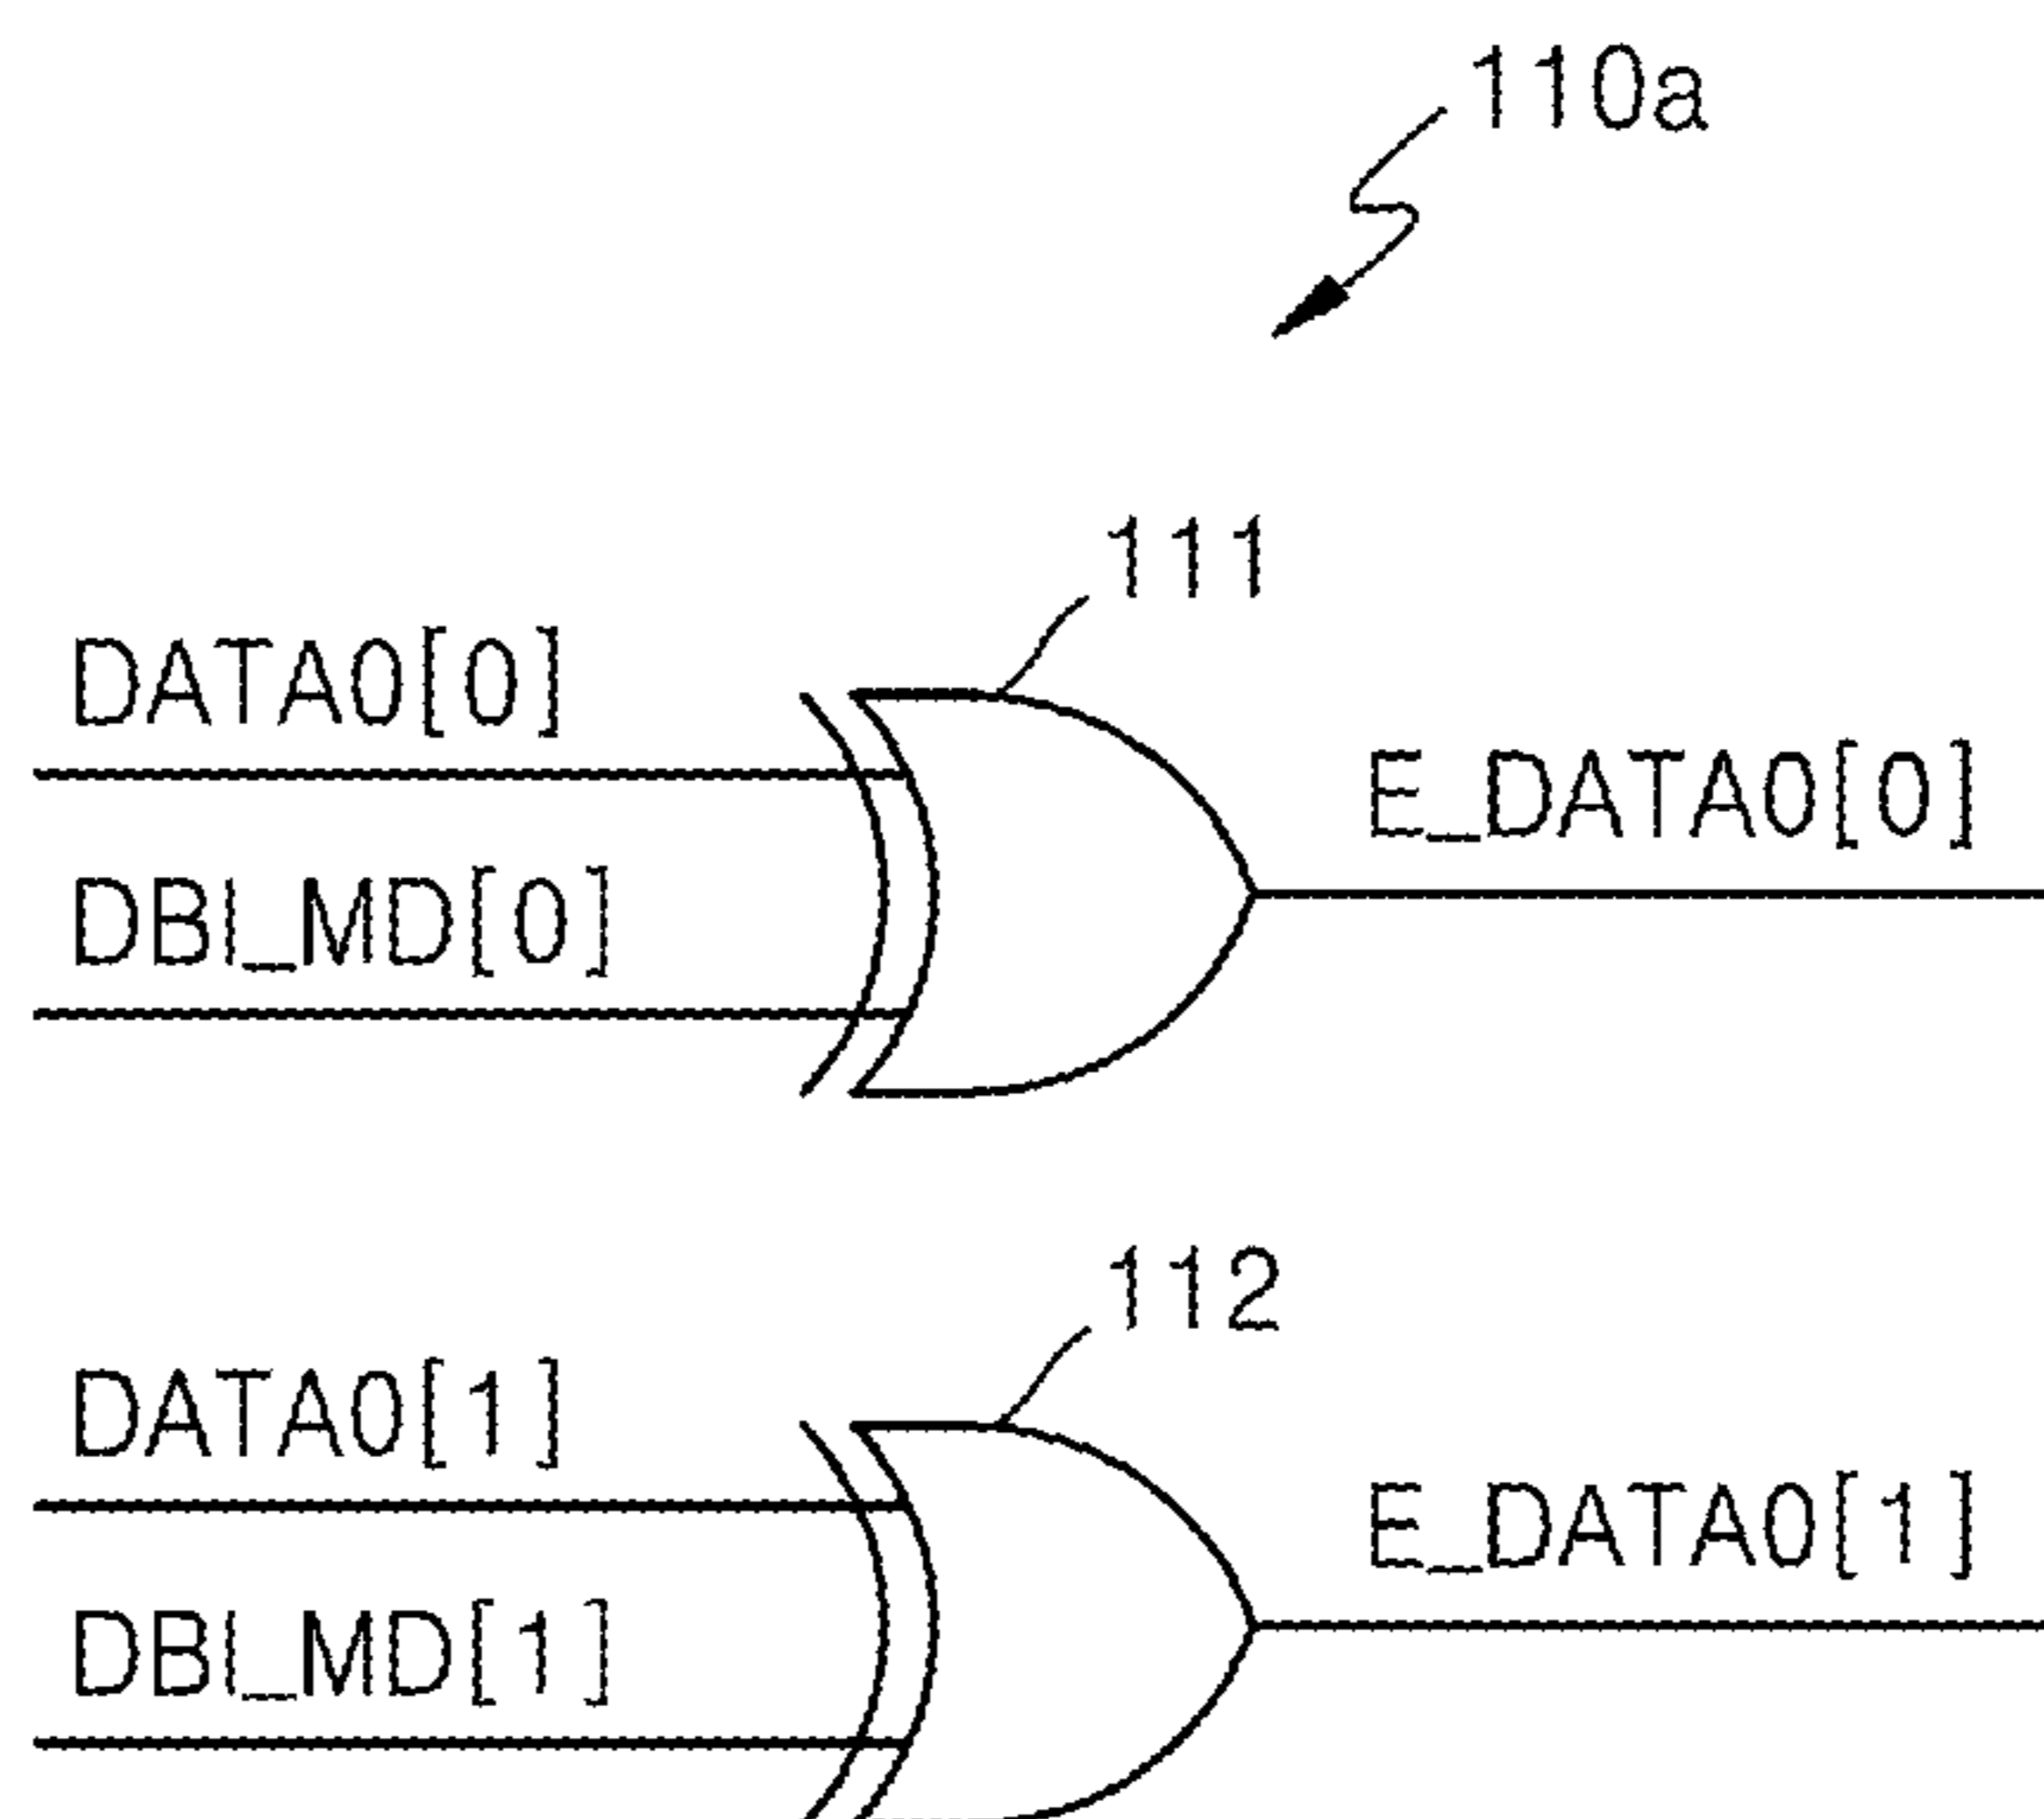 110a
111
DATA0[0]
E_DATA0[0]
DBI_MD[0]
112
DATA0[1]
E_DATA0[1]
DBI_MD[1]